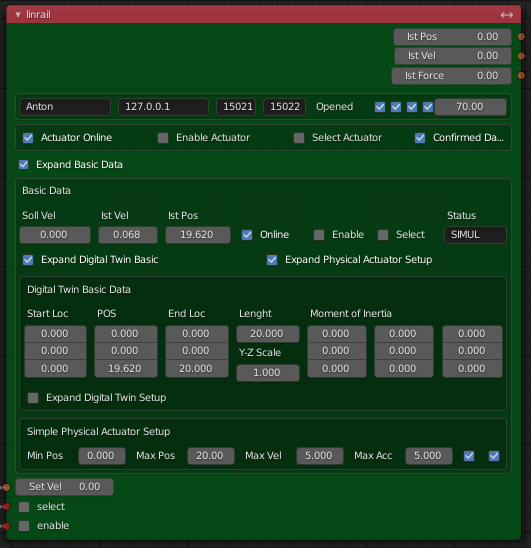 linrail
Ist Pos 0.00
Ist Vel 0.00
Ist Force 0.00
Anton 127.0.0.1 15021 15022 Opened 70.00
Actuator Online Enable Actuator Select Actuator Confirmed Da...
Expand Basic Data
Basic Data
Soll Vel Ist Vel Ist Pos Status
0.000 0.068 19.620 Online Enable Select SIMUL
Expand Digital Twin Basic Expand Physical Actuator Setup
Digital Twin Basic Data
Start Loc POS End Loc Lenght Moment of Inertia
0.000 0.000 0.000 20.000 0.000 0.000 0.000
0.000 0.000 0.000 Y-Z Scale 0.000 0.000 0.000
0.000 19.620 20.000 1.000 0.000 0.000 0.000
Expand Digital Twin Setup
Simple Physical Actuator Setup
Min Pos 0.000 Max Pos 20.00 Max Vel 5.000 Max Acc 5.000
Set Vel 0.00
select
enable